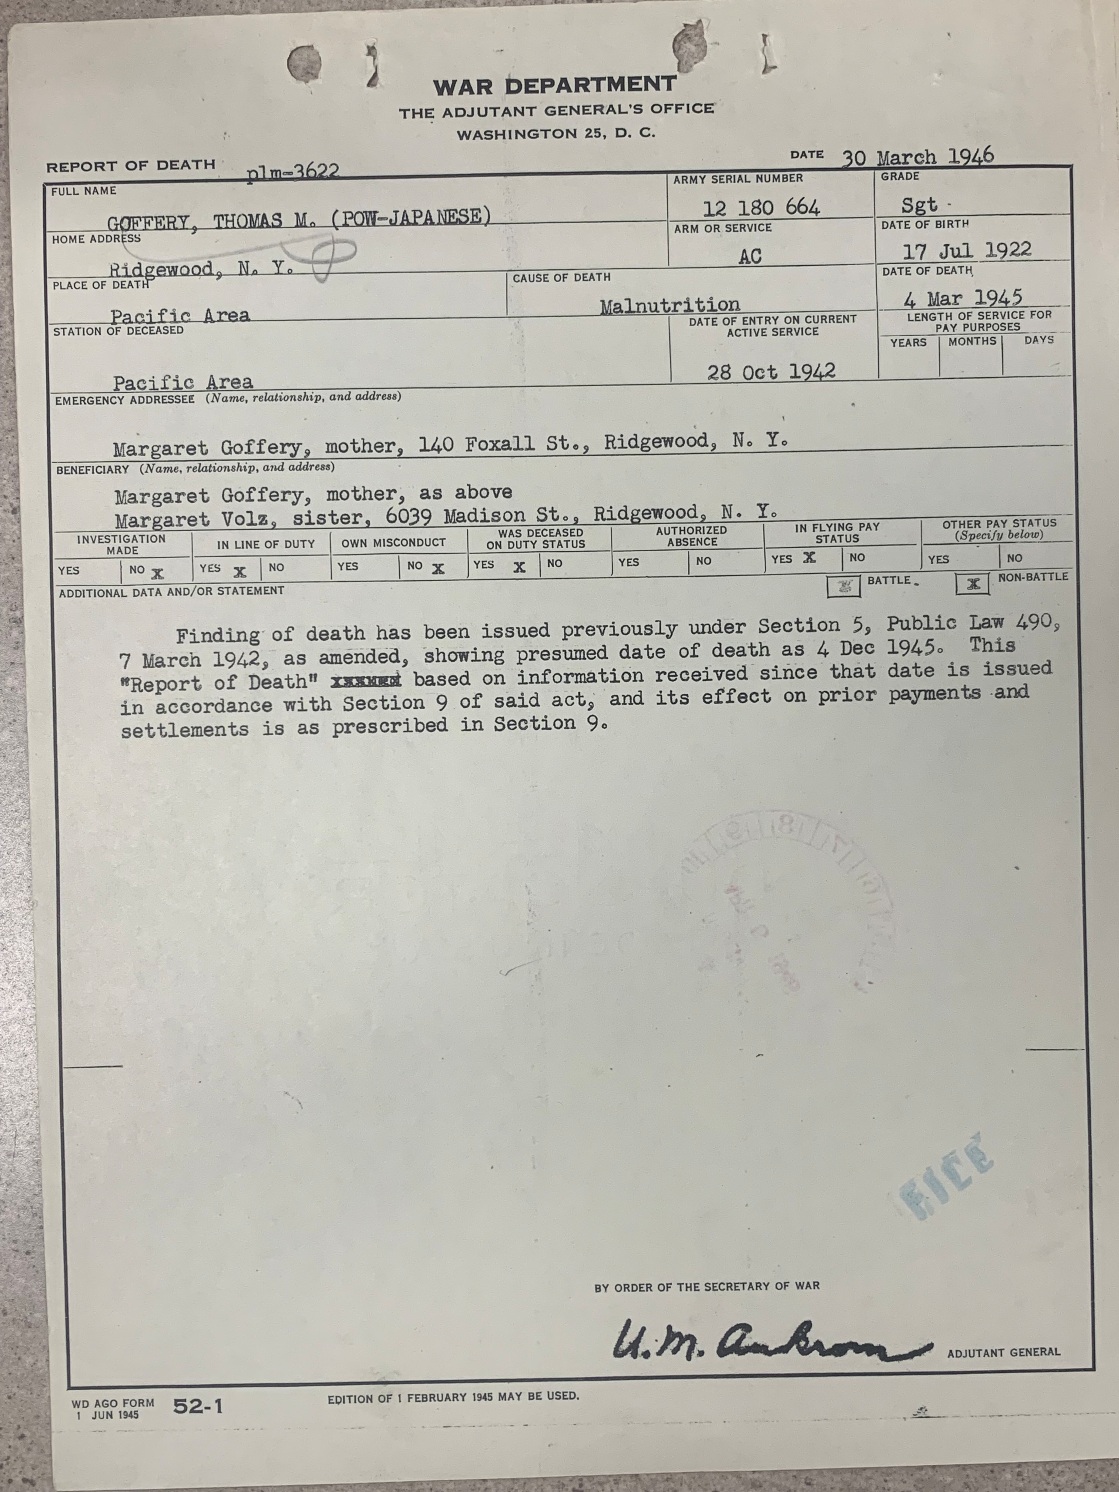 WAR DEPARTMENT
THE ADJUTANT GENERAL'S OFFICE
WASHINGTON 25, D. C.
REPORT OF DEATH plm-3622
DATE 30 March 1946
FULL NAME
GOFFERY, THOMAS M. (POW-JAPANESE)
ARMY SERIAL NUMBER
12 180 664
GRADE
Sgt
HOME ADDRESS
Ridgewood, N. Y.
ARM OR SERVICE
AC
DATE OF BIRTH
17 Jul 1922
PLACE OF DEATH
Pacific Area
CAUSE OF DEATH
Malnutrition
DATE OF DEATH
4 Mar 1945
STATION OF DECEASED
Pacific Area
DATE OF ENTRY ON CURRENT
ACTIVE SERVICE
28 Oct 1942
LENGTH OF SERVICE FOR
PAY PURPOSES
YEARS MONTHS DAYS
EMERGENCY ADDRESSEE (Name, relationship, and address)
Margaret Goffery, mother, 140 Foxall St., Ridgewood, N. Y.
BENEFICIARY (Name, relationship, and address)
Margaret Goffery, mother, as above
Margaret Volz, sister, 6039 Madison St., Ridgewood, N. Y.
INVESTIGATION
MADE
YES NO X
IN LINE OF DUTY
YES X NO
OWN MISCONDUCT
YES NO X
WAS DECEASED
ON DUTY STATUS
YES X NO
AUTHORIZED
ABSENCE
YES NO
IN FLYING PAY
STATUS
YES X NO
OTHER PAY STATUS
(Specify below)
YES NO
ADDITIONAL DATA AND/OR STATEMENT
BATTLE X NON-BATTLE
Finding of death has been issued previously under Section 5, Public Law 490,
7 March 1942, as amended, showing presumed date of death as 4 Dec 1945. This
"Report of Death" based on information received since that date is issued
in accordance with Section 9 of said act, and its effect on prior payments and
settlements is as prescribed in Section 9.
BY ORDER OF THE SECRETARY OF WAR
U. M. Ankrom
ADJUTANT GENERAL
WD AGO FORM
1 JUN 1945
52-1
EDITION OF 1 FEBRUARY 1945 MAY BE USED.